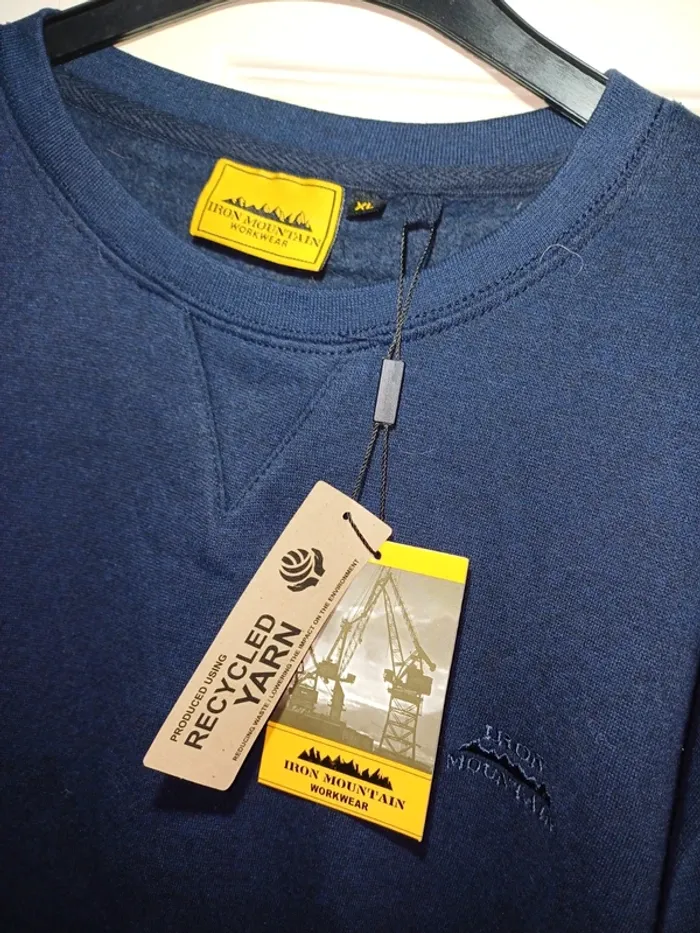 IRON MOUNTAIN
WORKWEAR
XL
PRODUCED USING
RECYCLED
YARN
REDUCING WASTE | LOWERING THE IMPACT ON THE ENVIRONMENT
IRON MOUNTAIN
WORKWEAR
IRON
MOUNTAIN